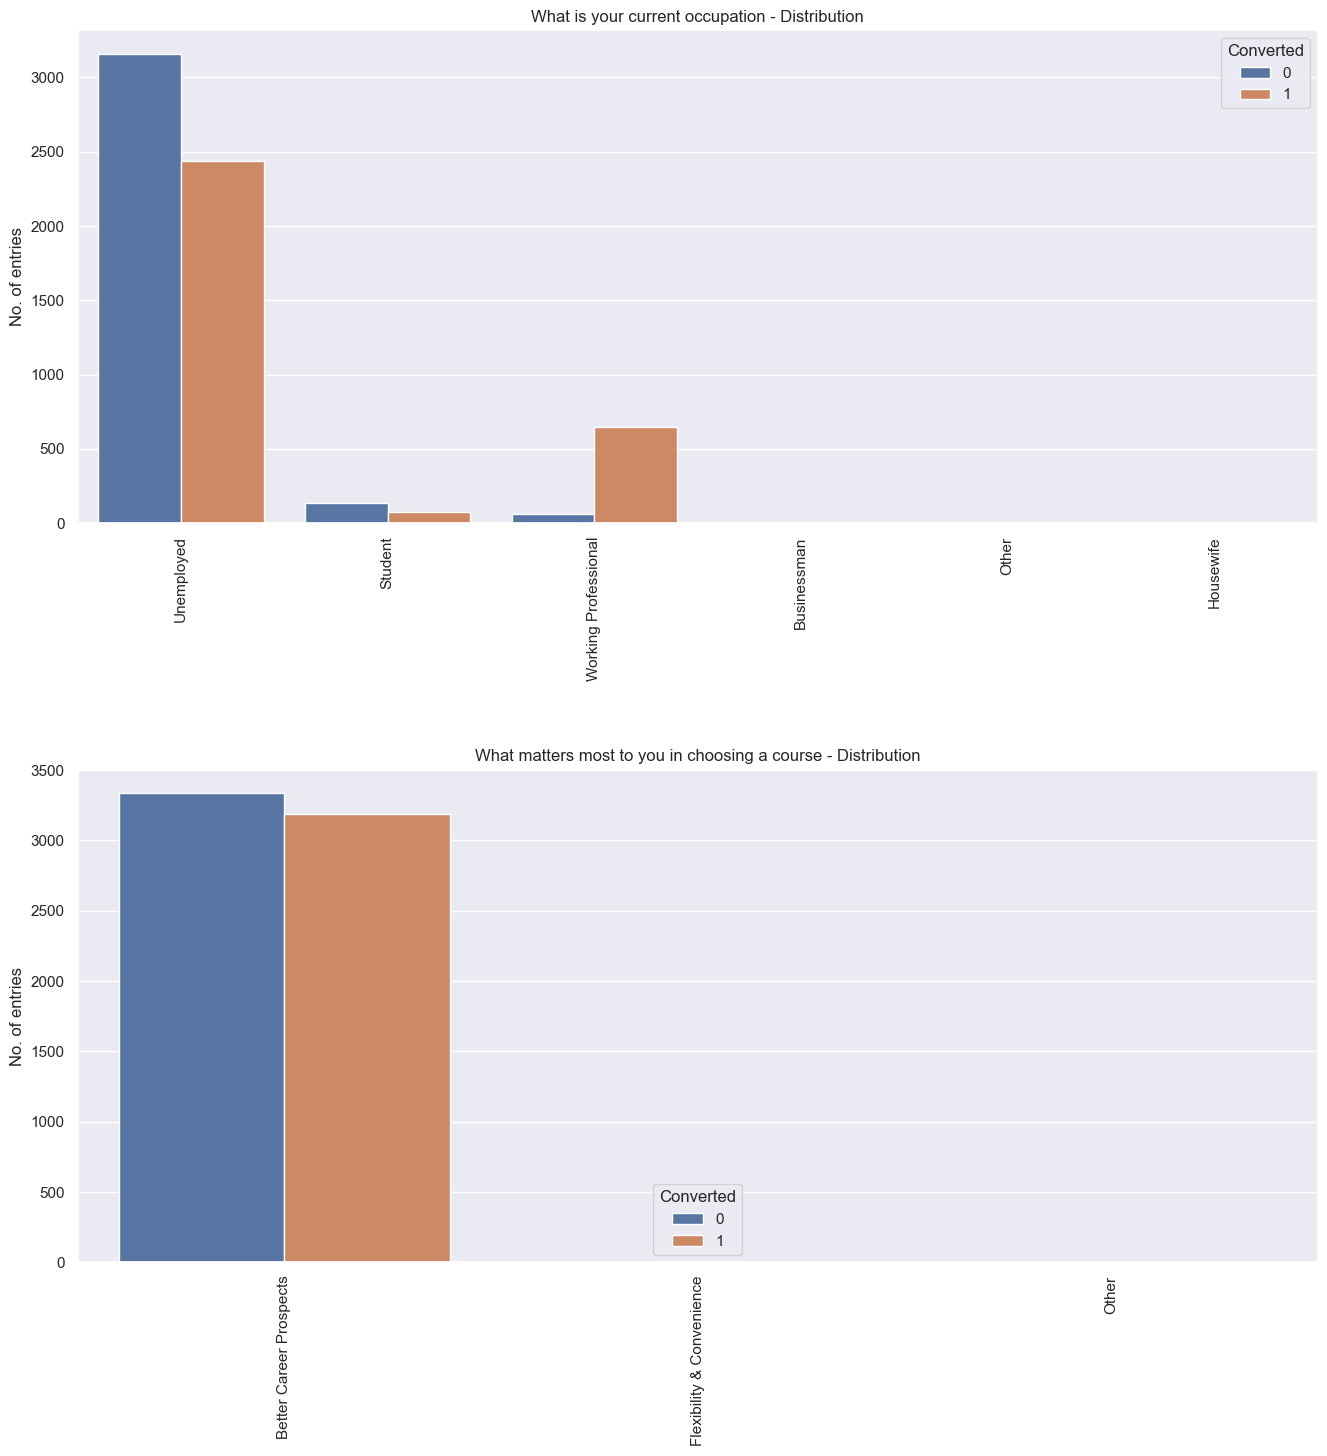 What is your current occupation - Distribution
Converted
0
1
No. of entries
3000
2500
2000
1500
1000
500
0
Unemployed
Student
Working Professional
Businessman
Other
Housewife
What matters most to you in choosing a course - Distribution
No. of entries
3500
3000
2500
2000
1500
1000
500
0
Converted
0
1
Better Career Prospects
Flexibility & Convenience
Other